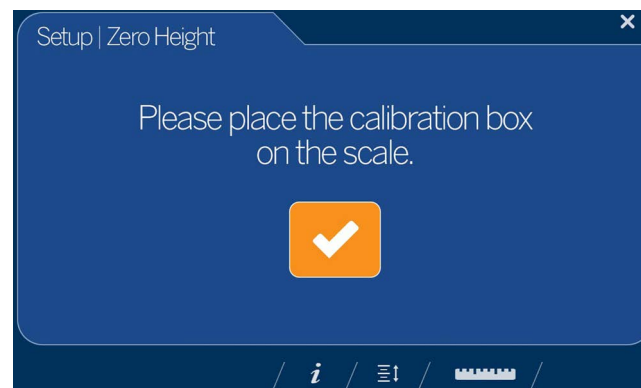 Setup | Zero Height
Please place the calibration box
on the scale.
i